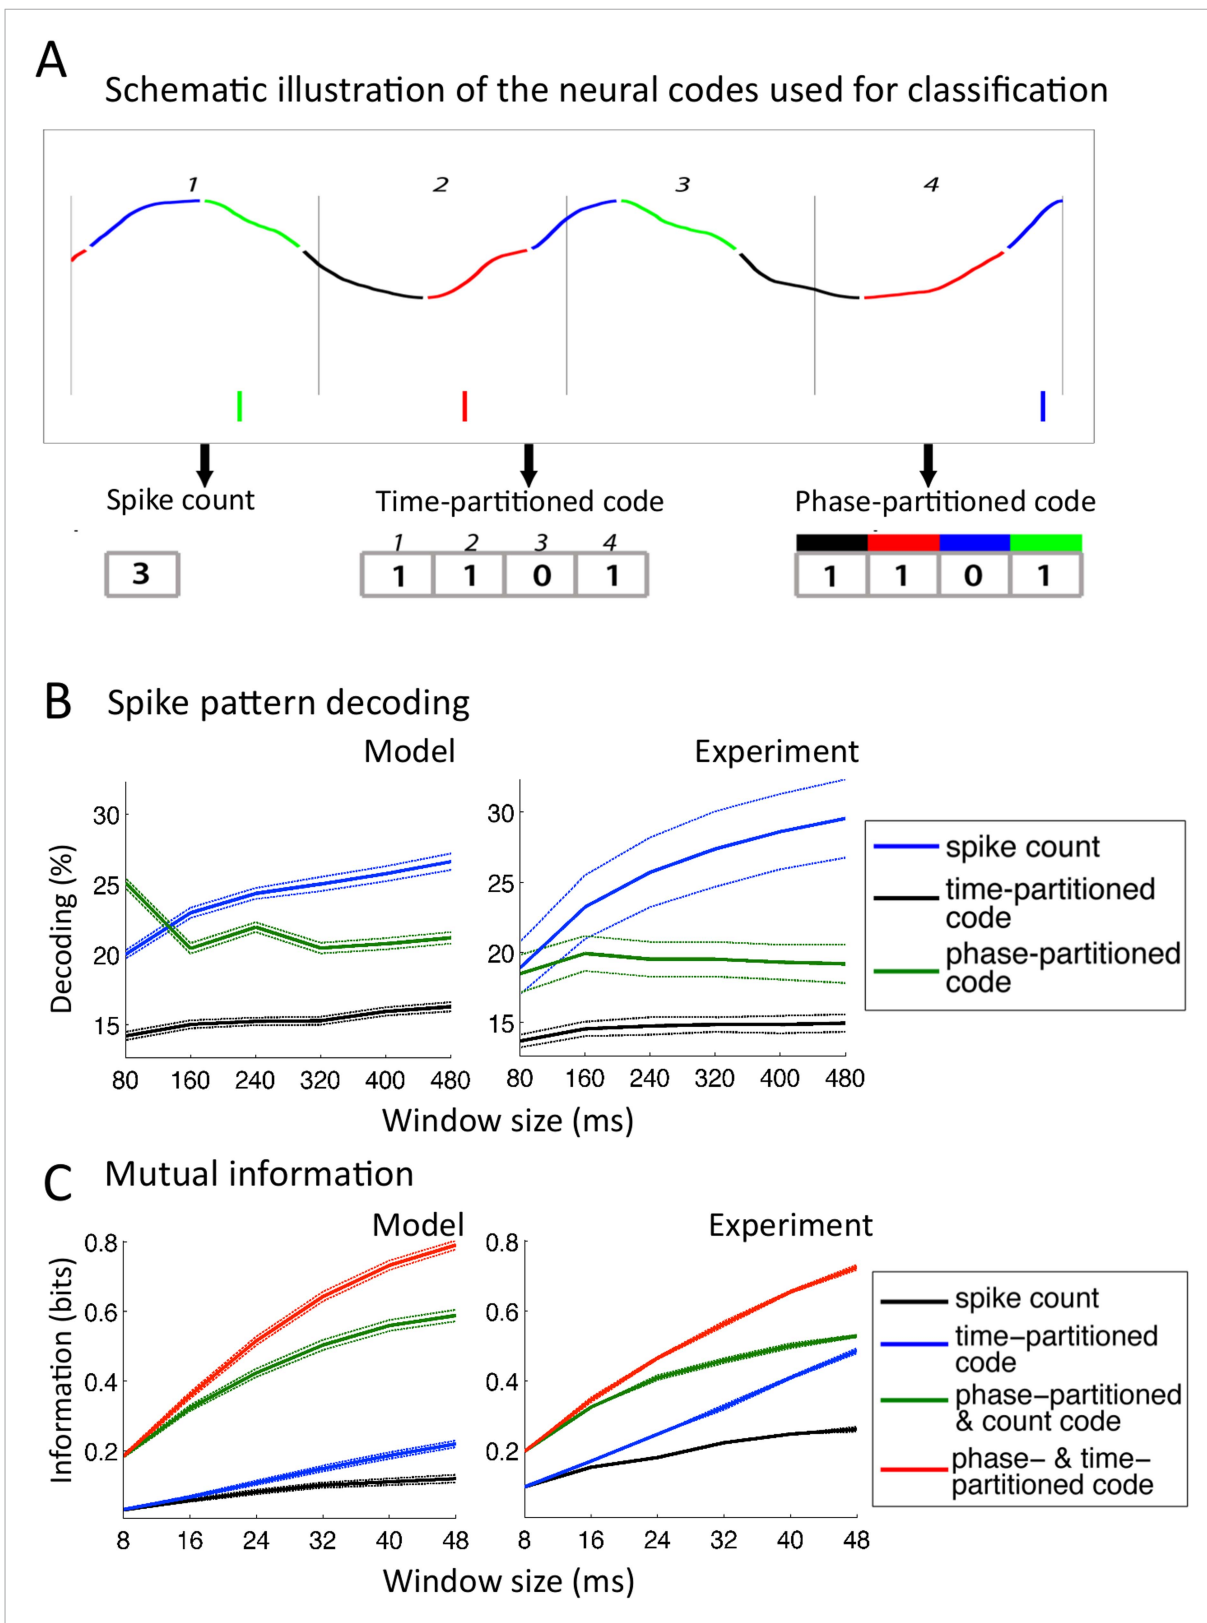 A
Schematic illustration of the neural codes used for classification
1 2 3 4
Spike count Time-partitioned code Phase-partitioned code
1 2 3 4
3 1 1 0 1 1 1 0 1
B Spike pattern decoding
Model Experiment
Decoding (%)
30
25
20
15
80 160 240 320 400 480
30
25
20
15
80 160 240 320 400 480
Window size (ms)
spike count
time-partitioned
code
phase-partitioned
code
C Mutual information
Model Experiment
Information (bits)
0.8
0.6
0.4
0.2
8 16 24 32 40 48
0.8
0.6
0.4
0.2
8 16 24 32 40 48
Window size (ms)
spike count
time-partitioned
code
phase-partitioned
& count code
phase- & time-
partitioned code